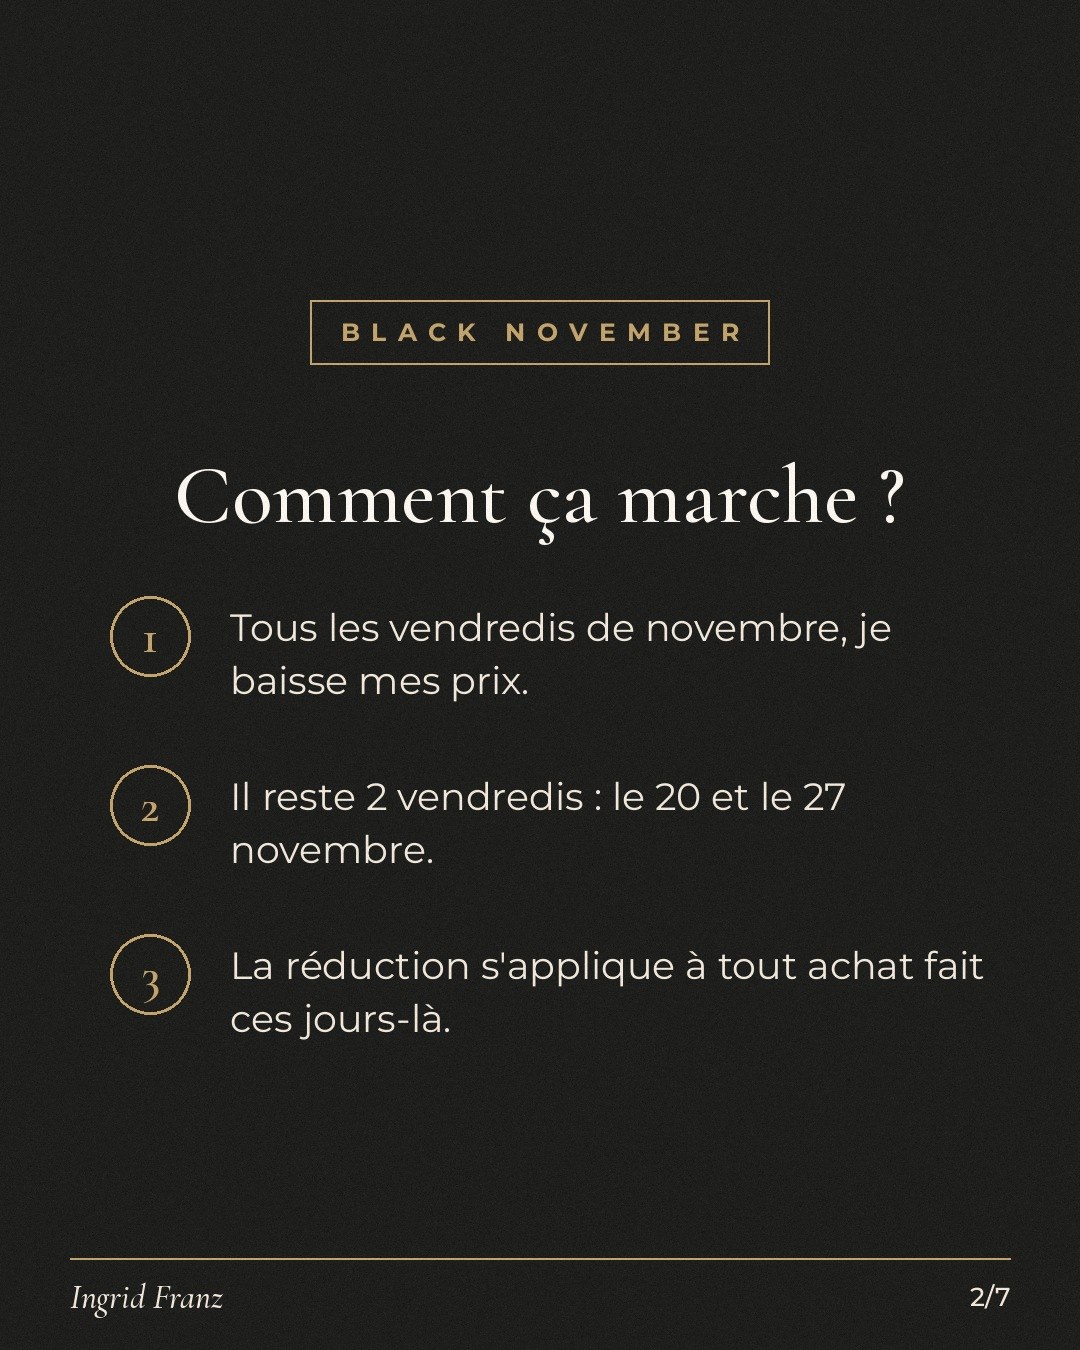 BLACK NOVEMBER
Comment ça marche ?
1
Tous les vendredis de novembre, je
baisse mes prix.
2
Il reste 2 vendredis : le 20 et le 27
novembre.
3
La réduction s'applique à tout achat fait
ces jours-là.
Ingrid Franz
2/7